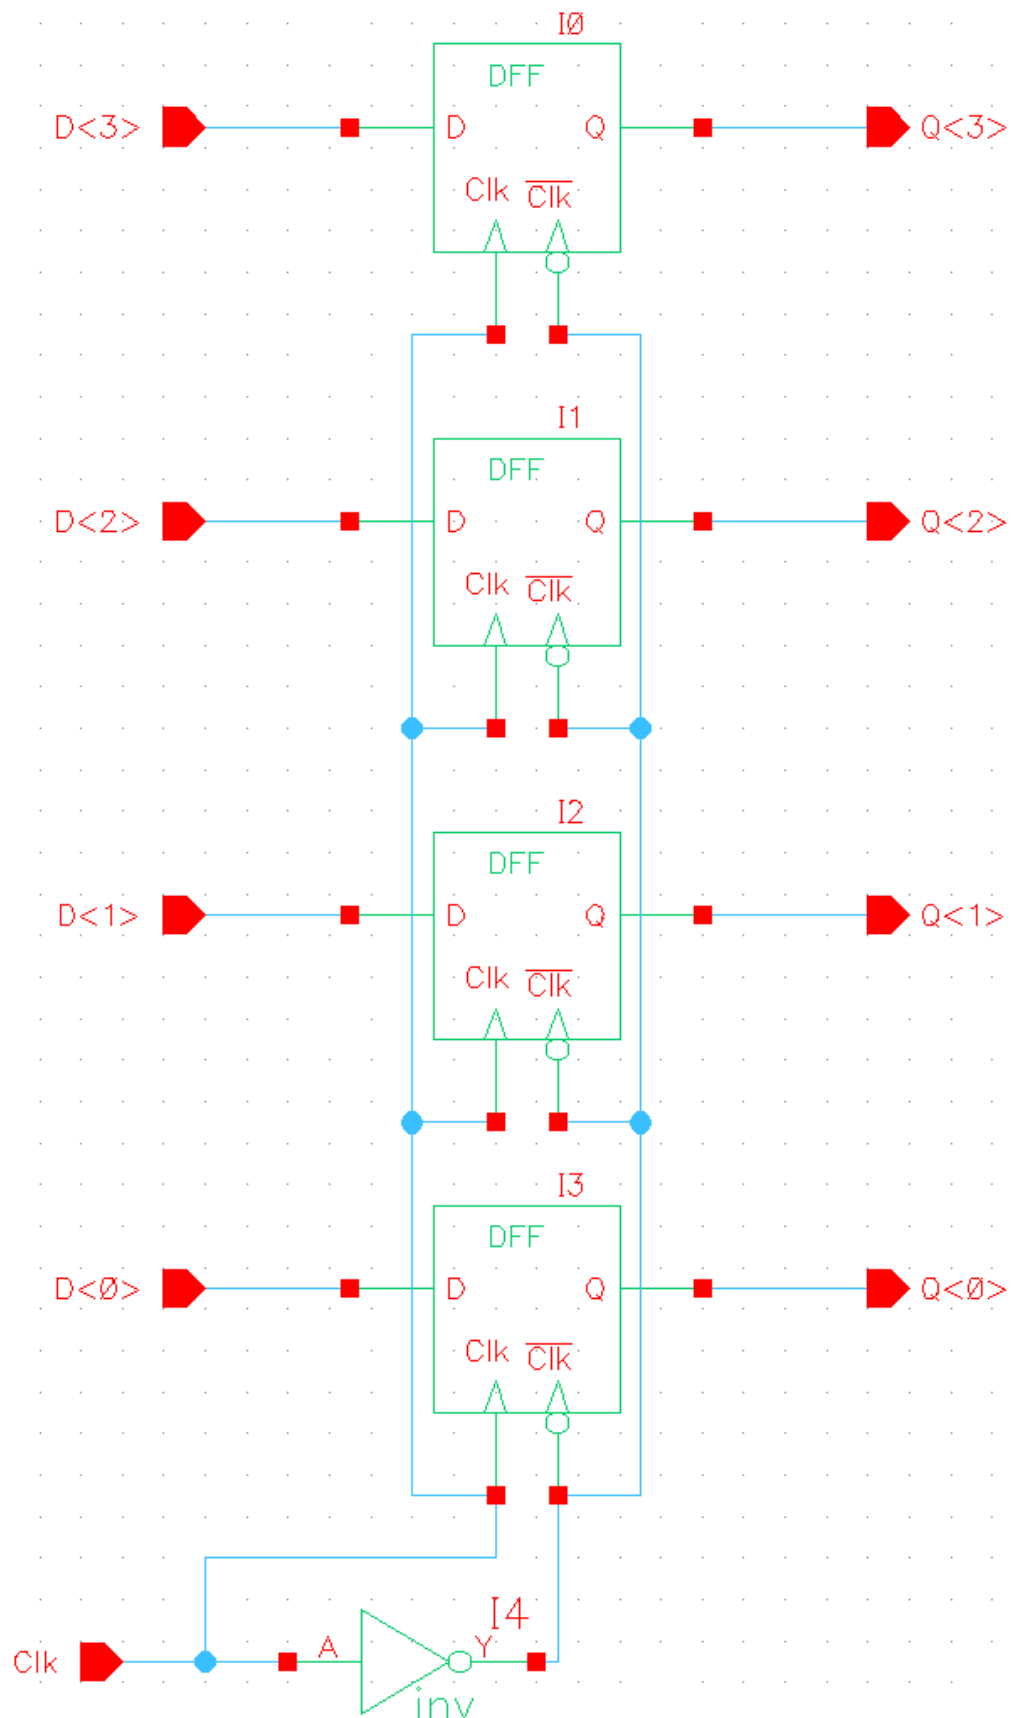 I0
DFF
D<3> D Q Q<3>
Clk Clk
I1
DFF
D<2> D Q Q<2>
Clk Clk
I2
DFF
D<1> D Q Q<1>
Clk Clk
I3
DFF
D<0> D Q Q<0>
Clk Clk
I4
Clk A Y
inv